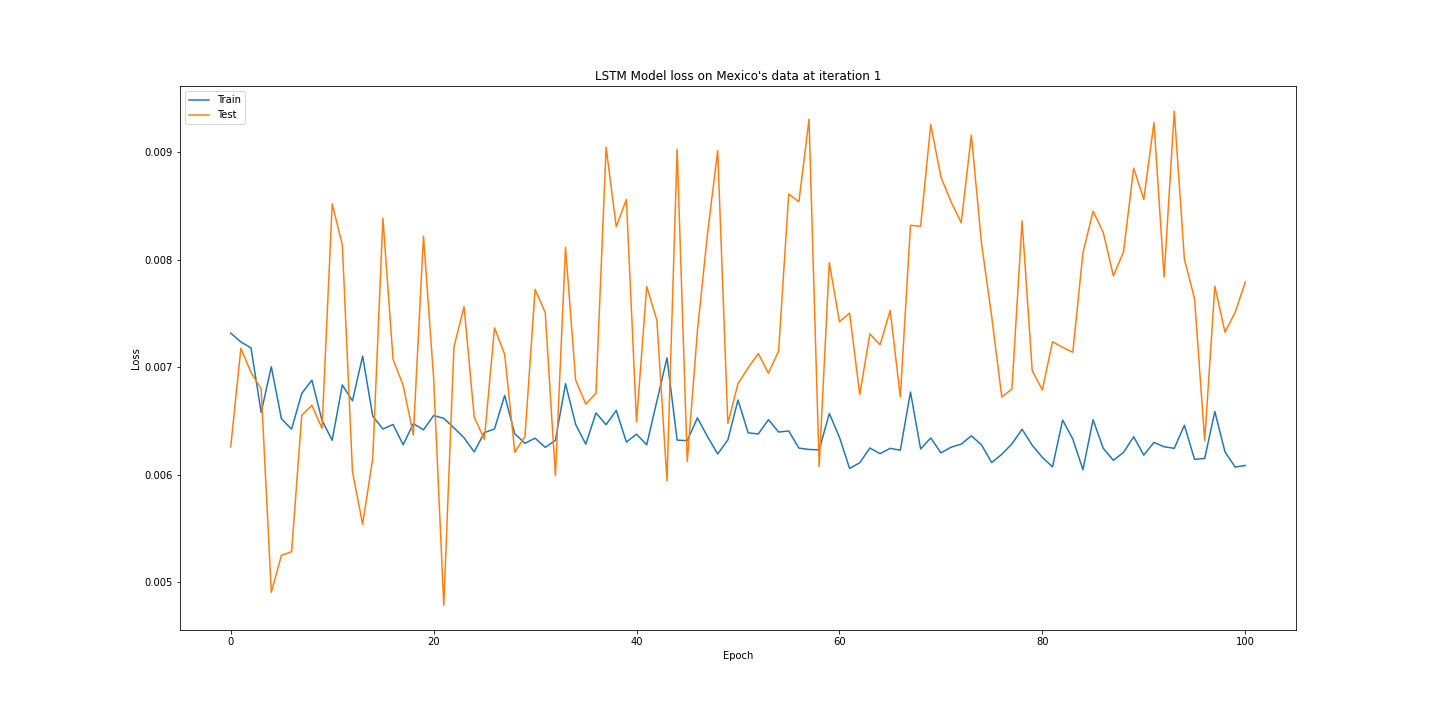 LSTM Model loss on Mexico's data at iteration 1
Train
Test
0.009
0.008
0.007
0.006
0.005
Loss
0 20 40 60 80 100
Epoch